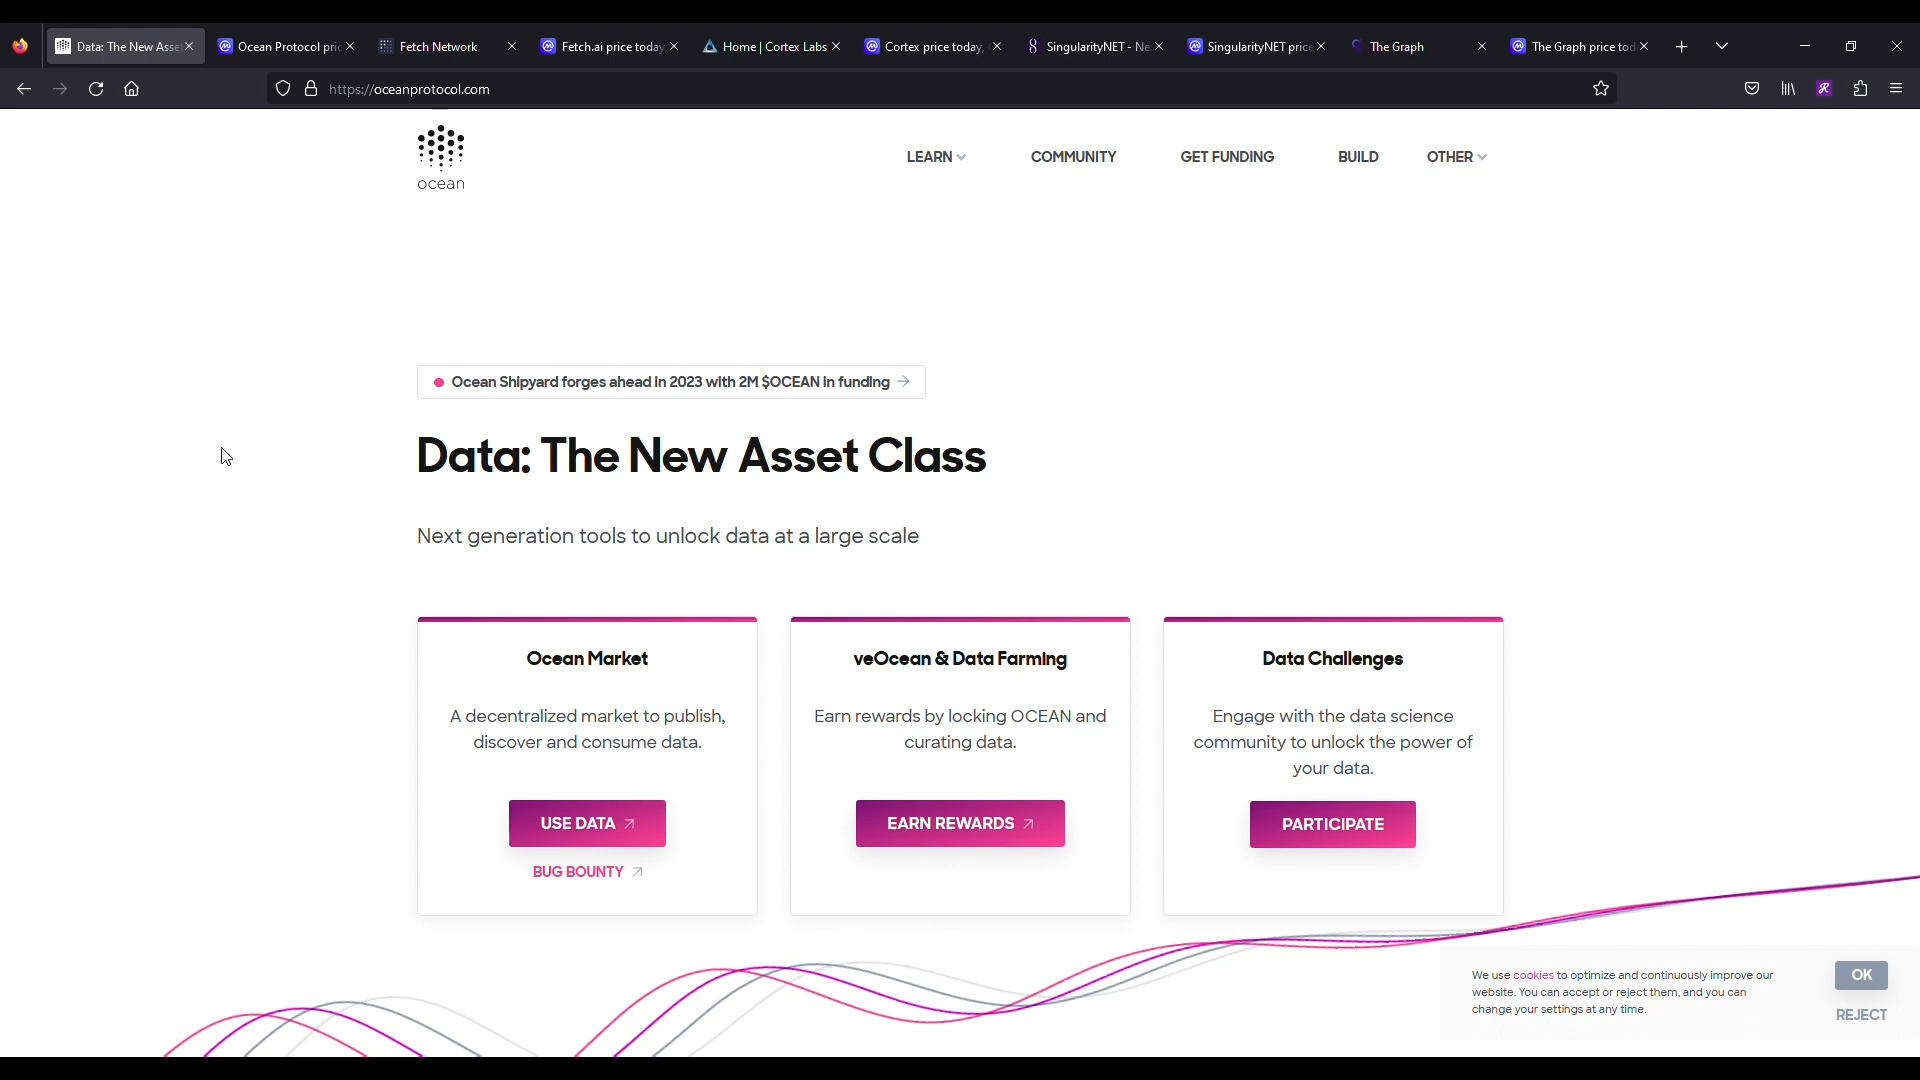 Data: The New Asse
Ocean Protocol pric
Fetch Network
Fetch.ai price today,
Home | Cortex Labs
Cortex price today,
SingularityNET - Ne
SingularityNET price
The Graph
The Graph price tod
https://oceanprotocol.com
ocean
LEARN
COMMUNITY
GET FUNDING
BUILD
OTHER
Ocean Shipyard forges ahead in 2023 with 2M $OCEAN in funding
Data: The New Asset Class
Next generation tools to unlock data at a large scale
Ocean Market
A decentralized market to publish,
discover and consume data.
USE DATA
BUG BOUNTY
veOcean & Data Farming
Earn rewards by locking OCEAN and
curating data.
EARN REWARDS
Data Challenges
Engage with the data science
community to unlock the power of
your data.
PARTICIPATE
We use cookies to optimize and continuously improve our
website. You can accept or reject them, and you can
change your settings at any time.
OK
REJECT